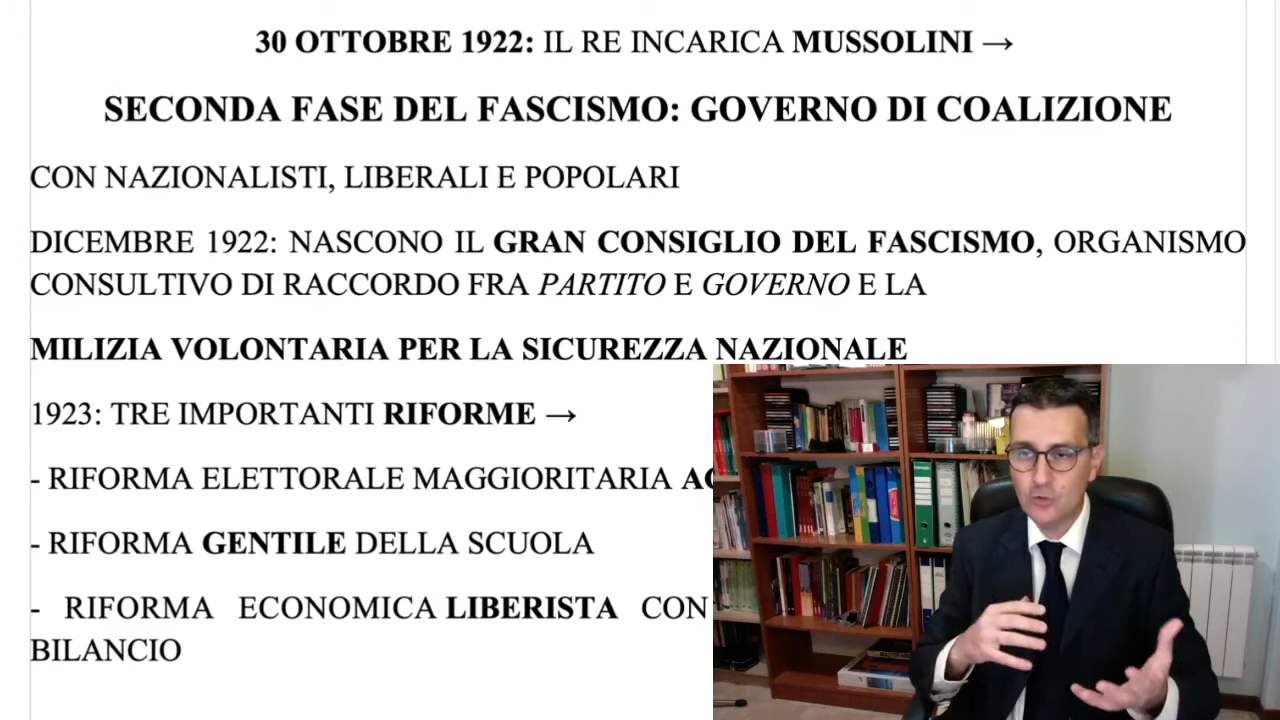 30 OTTOBRE 1922: IL RE INCARICA MUSSOLINI →
SECONDA FASE DEL FASCISMO: GOVERNO DI COALIZIONE
CON NAZIONALISTI, LIBERALI E POPOLARI
DICEMBRE 1922: NASCONO IL GRAN CONSIGLIO DEL FASCISMO, ORGANISMO
CONSULTIVO DI RACCORDO FRA PARTITO E GOVERNO E LA
MILIZIA VOLONTARIA PER LA SICUREZZA NAZIONALE
1923: TRE IMPORTANTI RIFORME →
- RIFORMA ELETTORALE MAGGIORITARIA
- RIFORMA GENTILE DELLA SCUOLA
- RIFORMA ECONOMICA LIBERISTA CON
BILANCIO